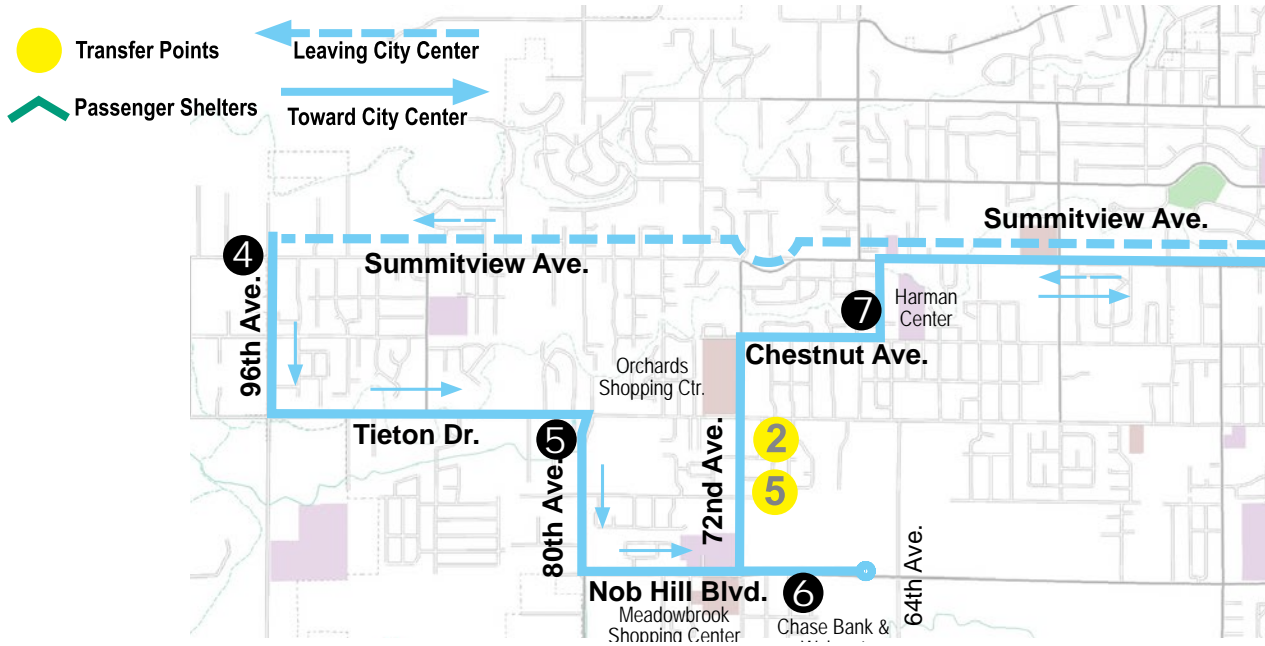 Transfer Points
Leaving City Center
Passenger Shelters
Toward City Center
Summitview Ave.
4
Summitview Ave.
96th Ave.
7
Harman
Center
Chestnut Ave.
Orchards
Shopping Ctr.
Tieton Dr.
5
2
5
80th Ave.
72nd Ave.
64th Ave.
Nob Hill Blvd.
6
Meadowbrook
Shopping Center
Chase Bank &